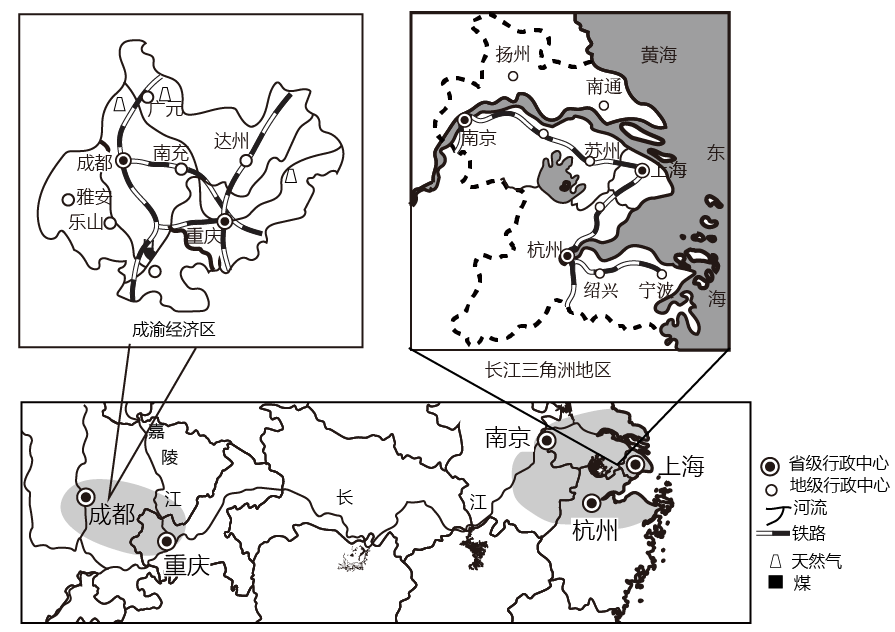 广元
成都
南充
达州
雅安
乐山
重庆
成渝经济区
扬州
黄海
南通
南京
苏州
上海
东
海
杭州
绍兴
宁波
长江三角洲地区
嘉
陵
江
成都
重庆
长
江
南京
上海
杭州
省级行政中心
地级行政中心
河流
铁路
天然气
煤